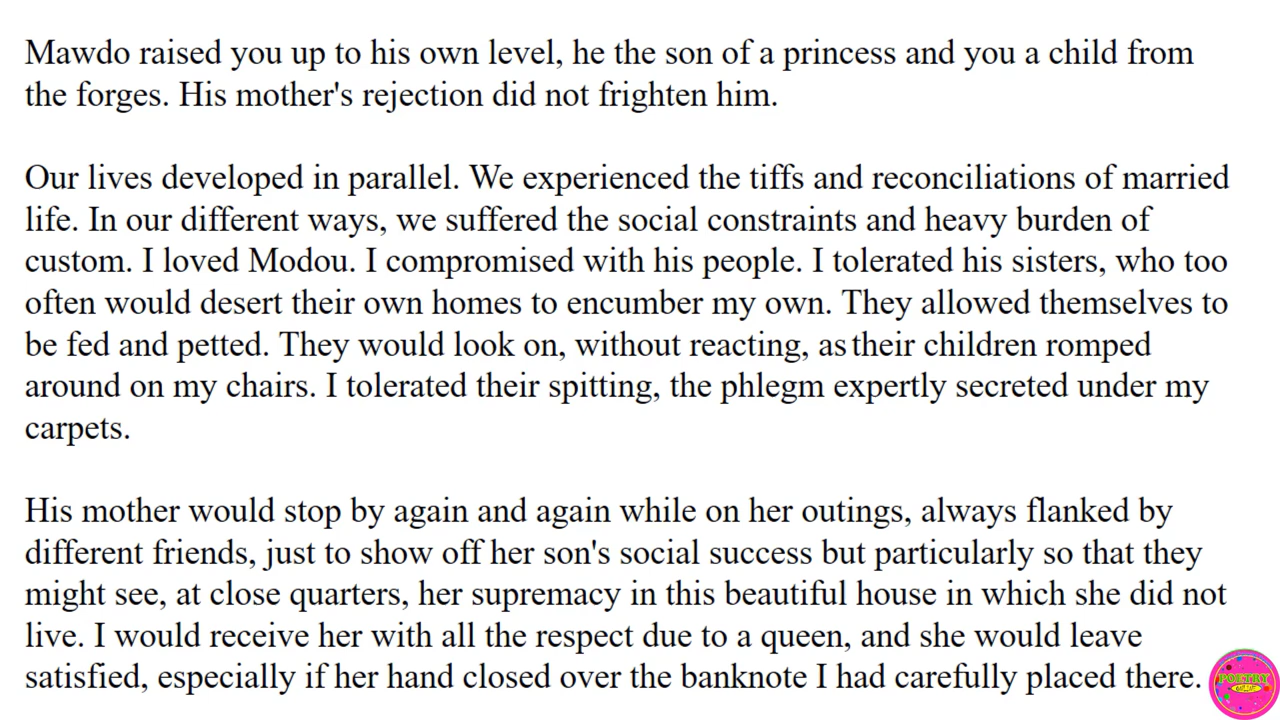 Mawdo raised you up to his own level, he the son of a princess and you a child from
the forges. His mother's rejection did not frighten him.
Our lives developed in parallel. We experienced the tiffs and reconciliations of married
life. In our different ways, we suffered the social constraints and heavy burden of
custom. I loved Modou. I compromised with his people. I tolerated his sisters, who too
often would desert their own homes to encumber my own. They allowed themselves to
be fed and petted. They would look on, without reacting, as their children romped
around on my chairs. I tolerated their spitting, the phlegm expertly secreted under my
carpets.
His mother would stop by again and again while on her outings, always flanked by
different friends, just to show off her son's social success but particularly so that they
might see, at close quarters, her supremacy in this beautiful house in which she did not
live. I would receive her with all the respect due to a queen, and she would leave
satisfied, especially if her hand closed over the banknote I had carefully placed there.
POETRY